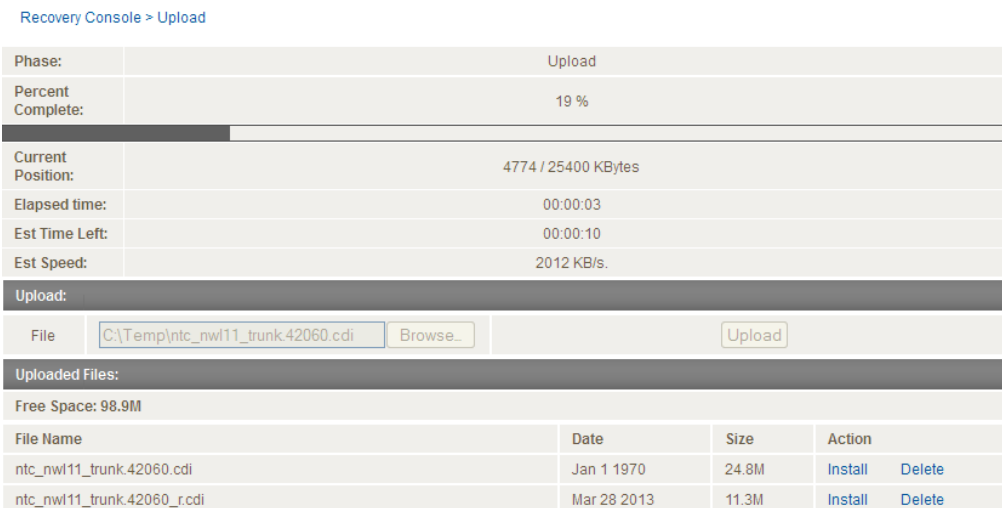 Recovery Console > Upload
Phase: Upload
Percent Complete: 19 %
Current Position: 4774 / 25400 KBytes
Elapsed time: 00:00:03
Est Time Left: 00:00:10
Est Speed: 2012 KB/s.
Upload:
File C:\Temp\ntc_nwl11_trunk.42060.cdi Browse... Upload
Uploaded Files:
Free Space: 98.9M
File Name Date Size Action
ntc_nwl11_trunk.42060.cdi Jan 1 1970 24.8M Install Delete
ntc_nwl11_trunk.42060_r.cdi Mar 28 2013 11.3M Install Delete